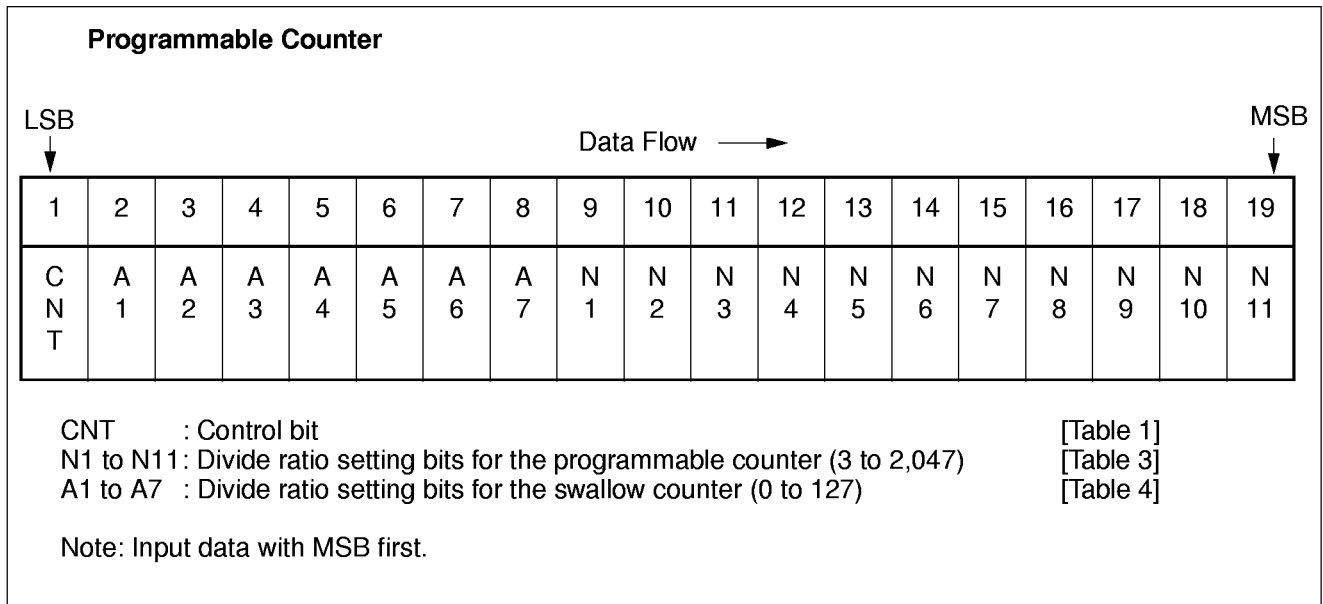 Programmable Counter
LSB MSB
Data Flow
1 2 3 4 5 6 7 8 9 10 11 12 13 14 15 16 17 18 19
C A A A A A A A N N N N N N N N N N N
N 1 2 3 4 5 6 7 1 2 3 4 5 6 7 8 9 10 11
T
CNT : Control bit [Table 1]
N1 to N11: Divide ratio setting bits for the programmable counter (3 to 2,047) [Table 3]
A1 to A7 : Divide ratio setting bits for the swallow counter (0 to 127) [Table 4]
Note: Input data with MSB first.